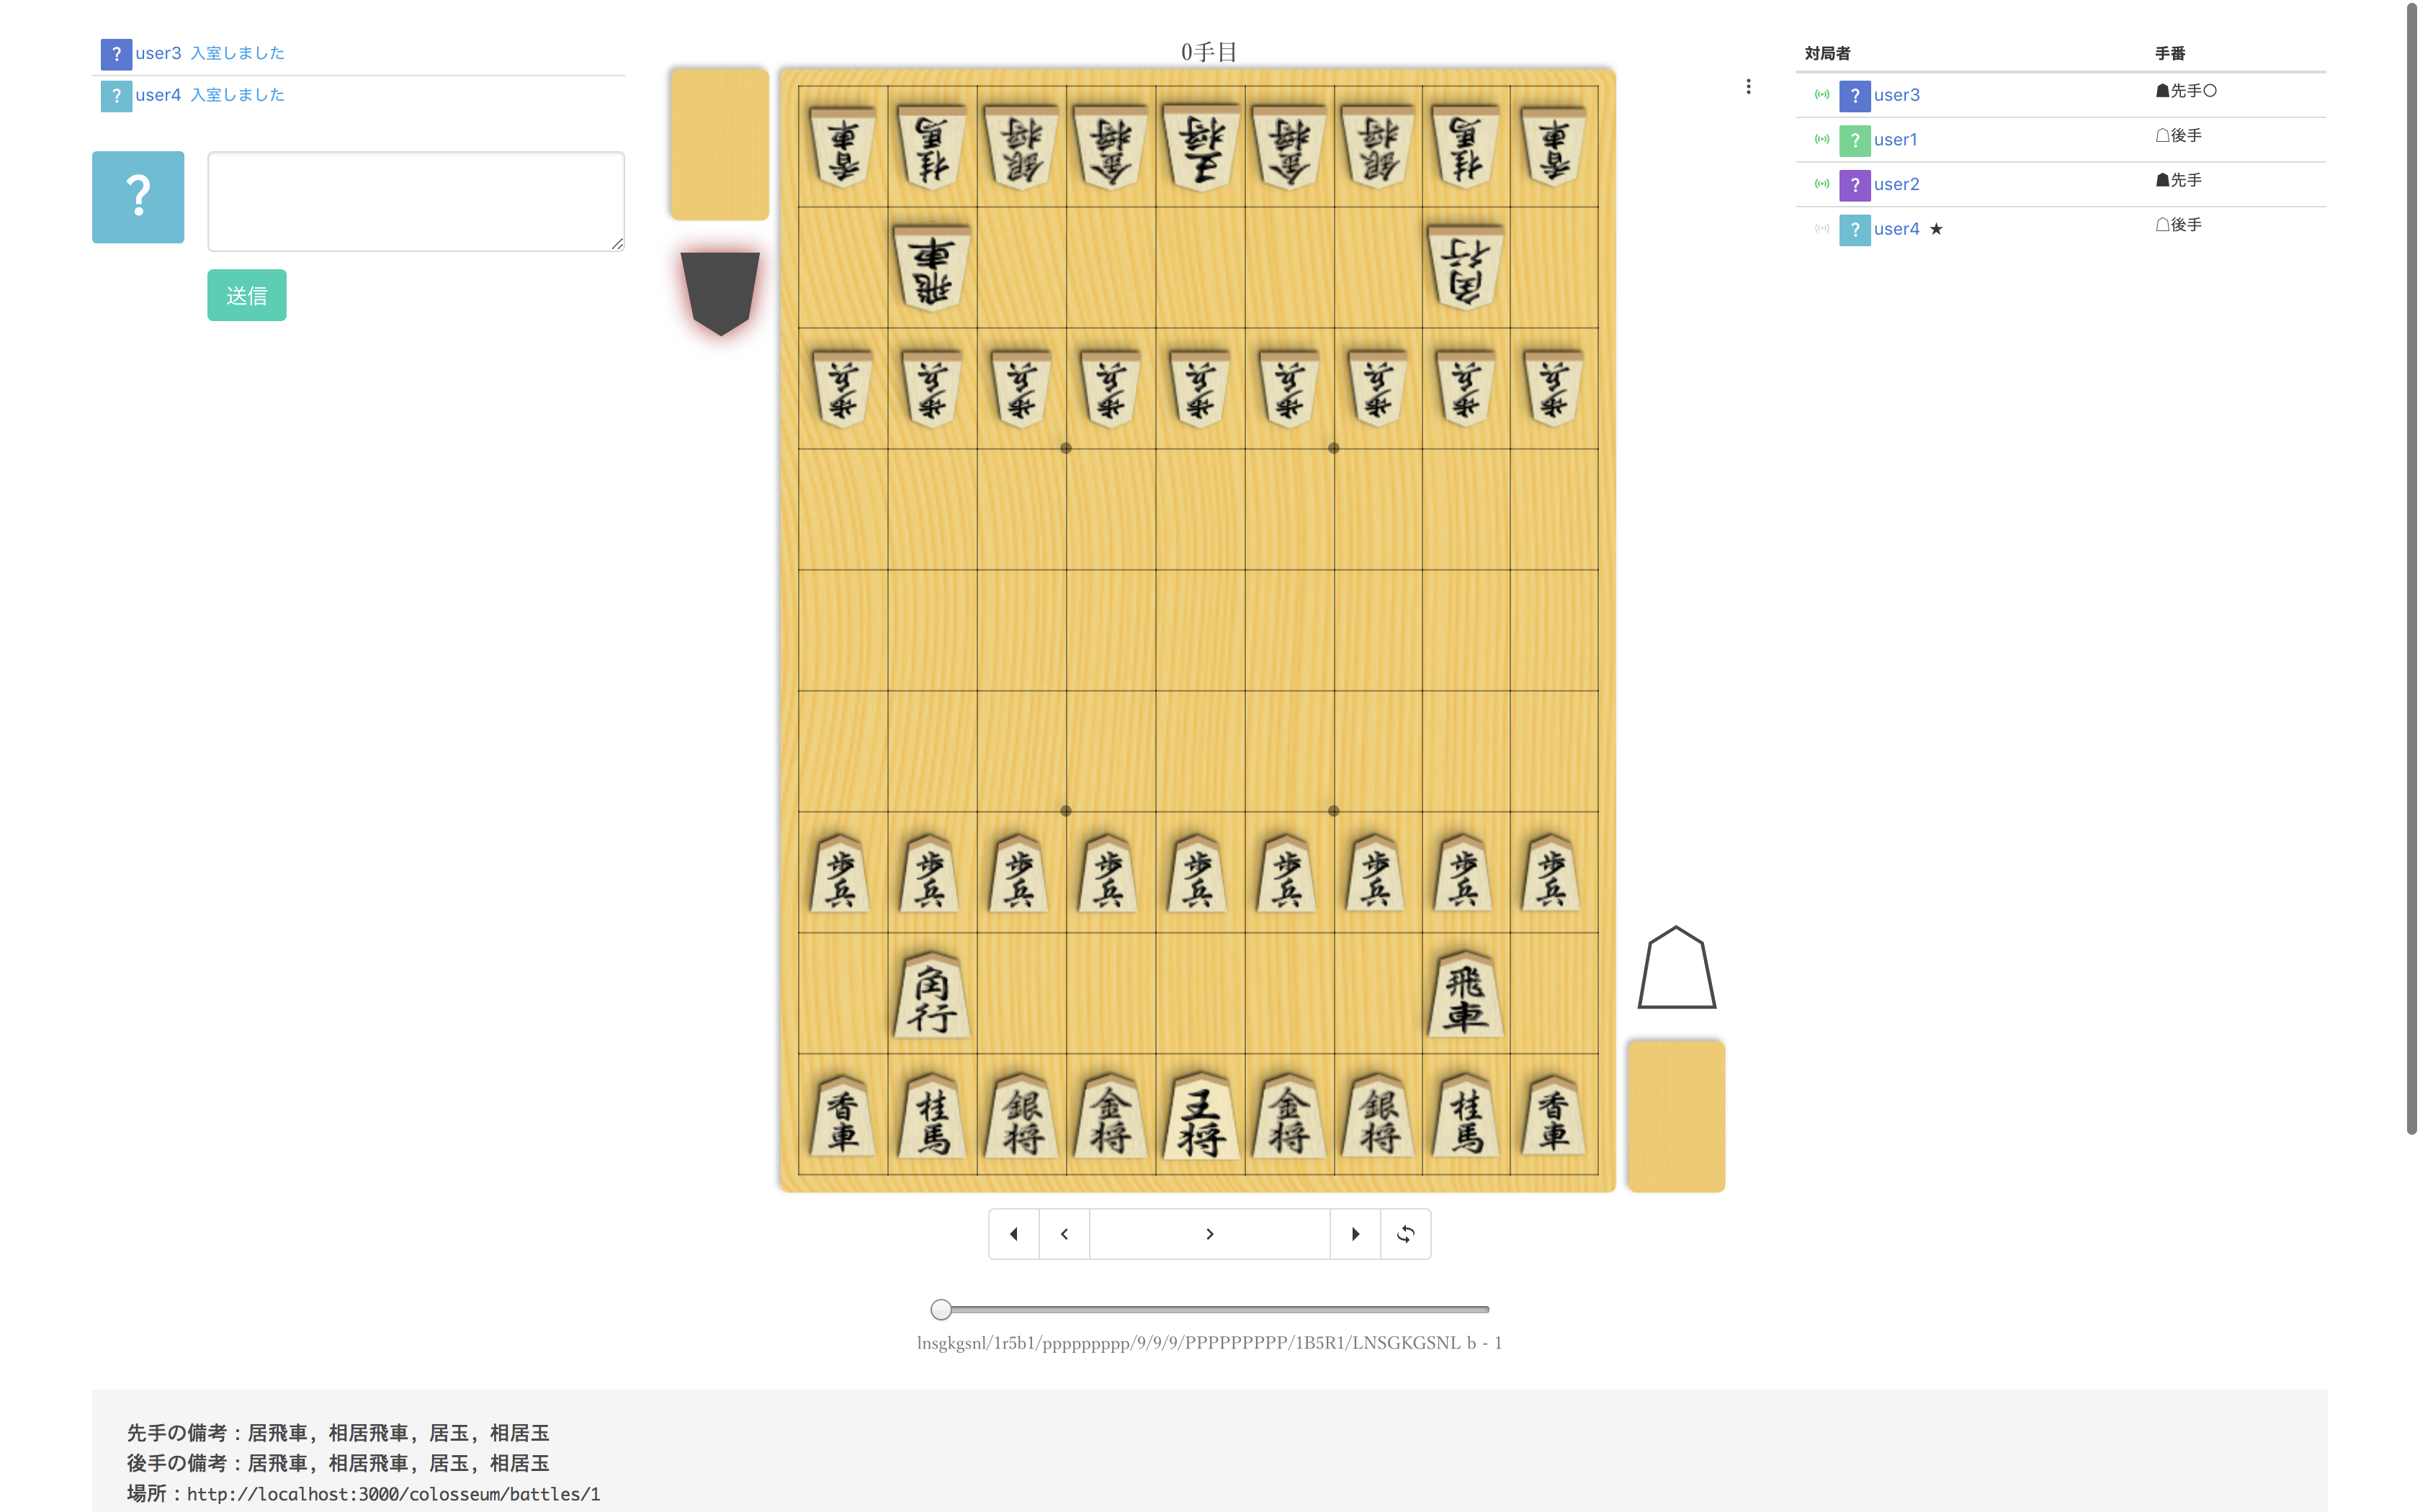 ? user3 入室しました
? user4 入室しました
?
送信
0手目
香車 桂馬 銀将 金将 王将 金将 銀将 桂馬 香車
飛車 角行
歩兵 歩兵 歩兵 歩兵 歩兵 歩兵 歩兵 歩兵 歩兵
歩兵 歩兵 歩兵 歩兵 歩兵 歩兵 歩兵 歩兵 歩兵
角行 飛車
香車 桂馬 銀将 金将 王将 金将 銀将 桂馬 香車
lnsgkgsnl/1r5b1/ppppppppp/9/9/9/PPPPPPPPP/1B5R1/LNSGKGSNL b - 1
対局者 手番
? user3 ☗先手○
? user1 ☖後手
? user2 ☗先手
? user4 ★ ☖後手
先手の備考：居飛車, 相居飛車, 居玉, 相居玉
後手の備考：居飛車, 相居飛車, 居玉, 相居玉
場所：http://localhost:3000/colosseum/battles/1